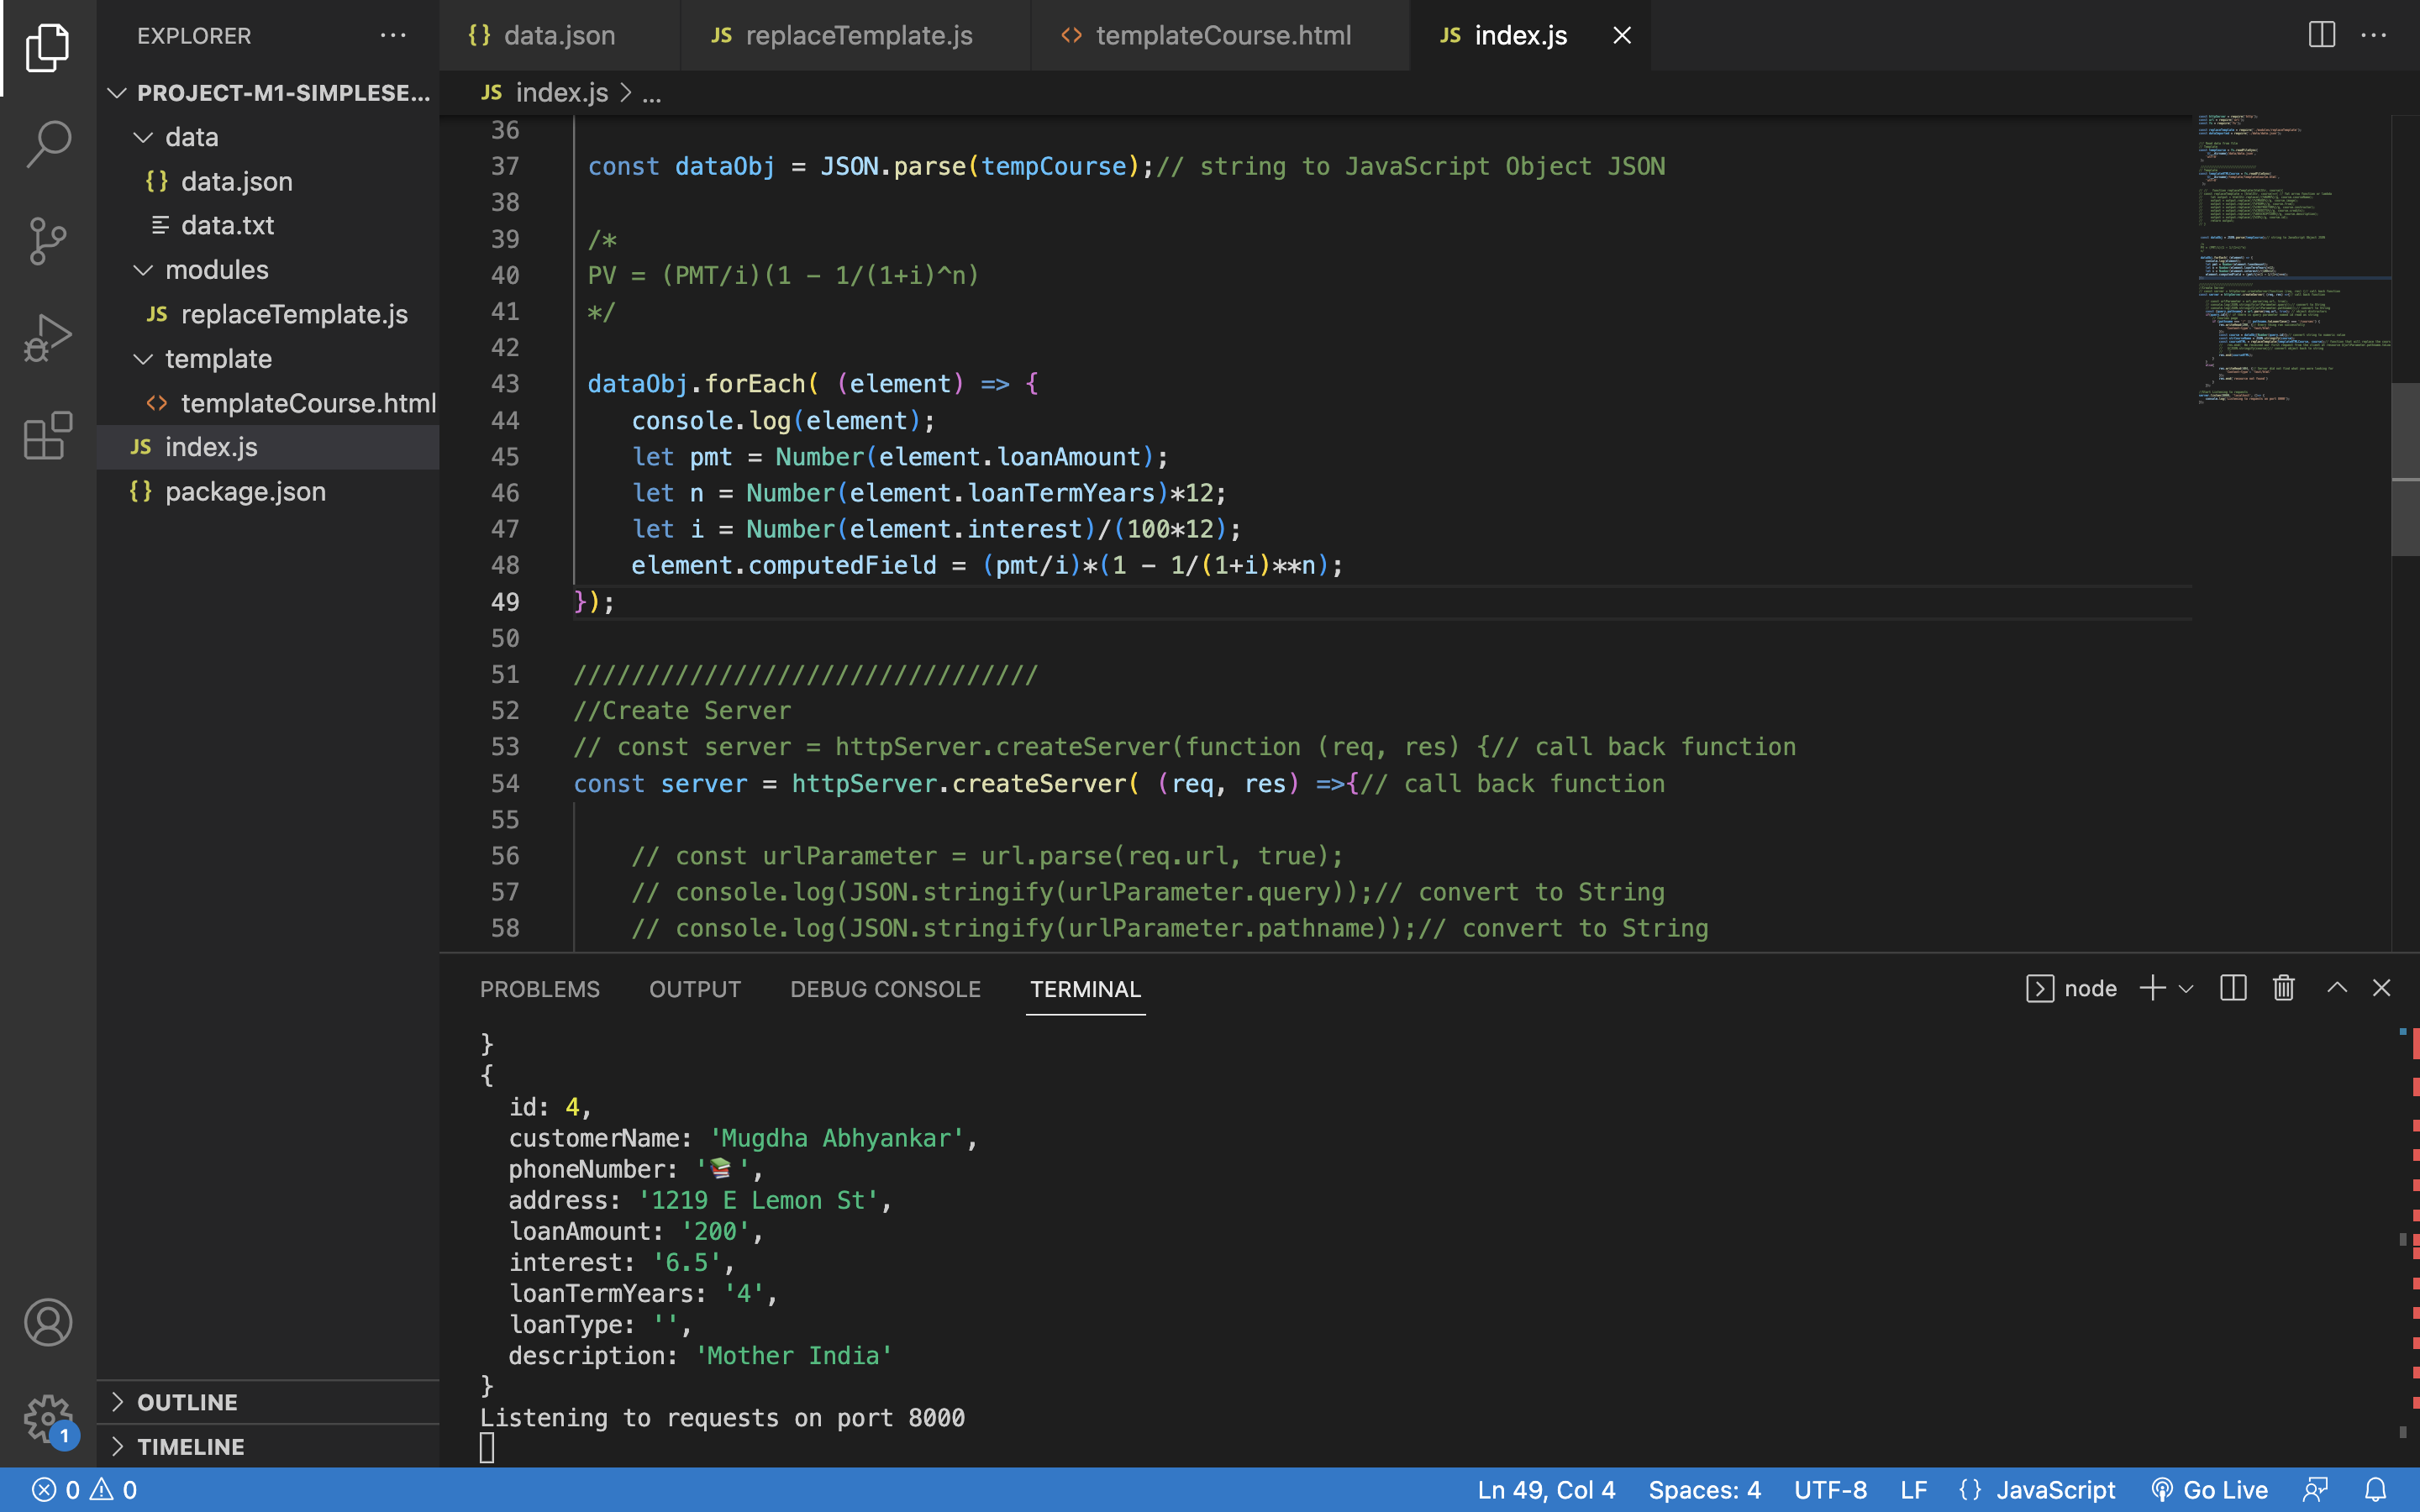 EXPLORER
PROJECT-M1-SIMPLESE...
data
{} data.json
data.txt
modules
JS replaceTemplate.js
template
<> templateCourse.html
JS index.js
{} package.json
OUTLINE
TIMELINE
1
{} data.json
JS replaceTemplate.js
<> templateCourse.html
JS index.js
JS index.js > ...
36
37 const dataObj = JSON.parse(tempCourse);// string to JavaScript Object JSON
38
39 /*
40 PV = (PMT/i)(1 - 1/(1+i)^n)
41 */
42
43 dataObj.forEach( (element) => {
44 console.log(element);
45 let pmt = Number(element.loanAmount);
46 let n = Number(element.loanTermYears)*12;
47 let i = Number(element.interest)/(100*12);
48 element.computedField = (pmt/i)*(1 - 1/(1+i)**n);
49 });
50
51 ////////////////////////////////
52 //Create Server
53 // const server = httpServer.createServer(function (req, res) {// call back function
54 const server = httpServer.createServer( (req, res) =>{// call back function
55
56 // const urlParameter = url.parse(req.url, true);
57 // console.log(JSON.stringify(urlParameter.query));// convert to String
58 // console.log(JSON.stringify(urlParameter.pathname));// convert to String
PROBLEMS OUTPUT DEBUG CONSOLE TERMINAL
node
}
{
id: 4,
customerName: 'Mugdha Abhyankar',
phoneNumber: '📚 ',
address: '1219 E Lemon St',
loanAmount: '200',
interest: '6.5',
loanTermYears: '4',
loanType: '',
description: 'Mother India'
}
Listening to requests on port 8000
0 0
Ln 49, Col 4 Spaces: 4 UTF-8 LF {} JavaScript Go Live